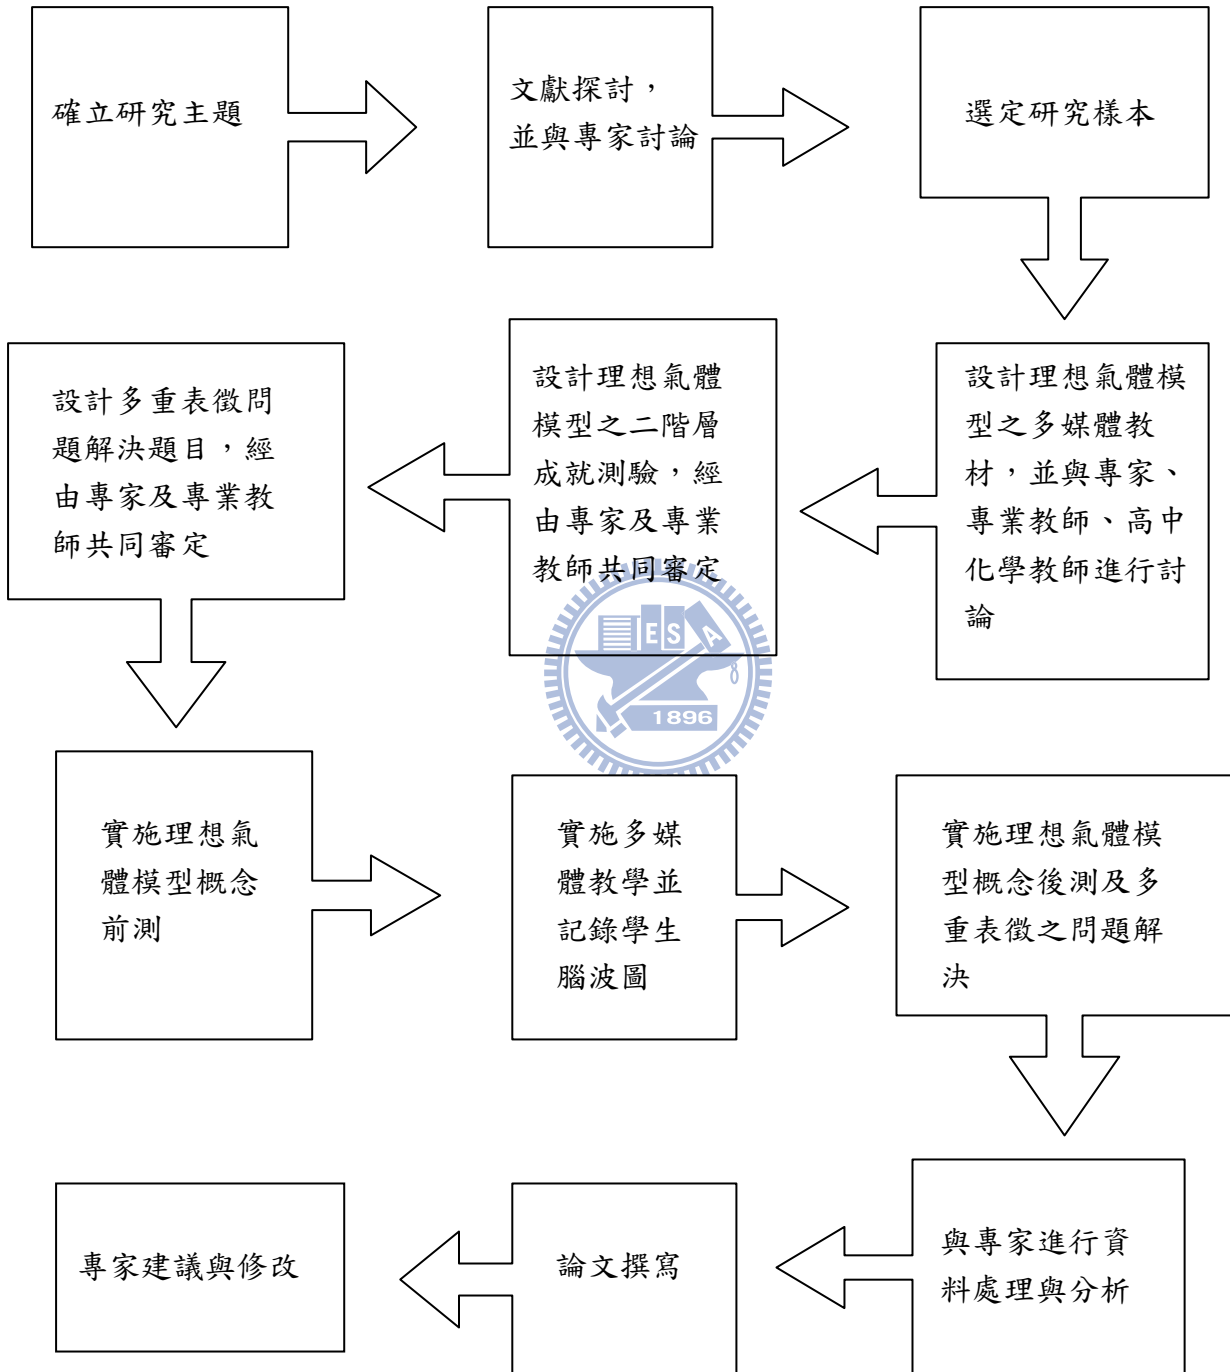 確立研究主題
文獻探討，
並與專家討論
選定研究樣本
設計理想氣體模
型之多媒體教
材，並與專家、
專業教師、高中
化學教師進行討
論
設計理想氣體
模型之二階層
成就測驗，經
由專家及專業
教師共同審定
設計多重表徵問
題解決題目，經
由專家及專業教
師共同審定
ESA
1896
實施理想氣
體模型概念
前測
實施多媒
體教學並
記錄學生
腦波圖
實施理想氣體模
型概念後測及多
重表徵之問題解
決
與專家進行資
料處理與分析
論文撰寫
專家建議與修改